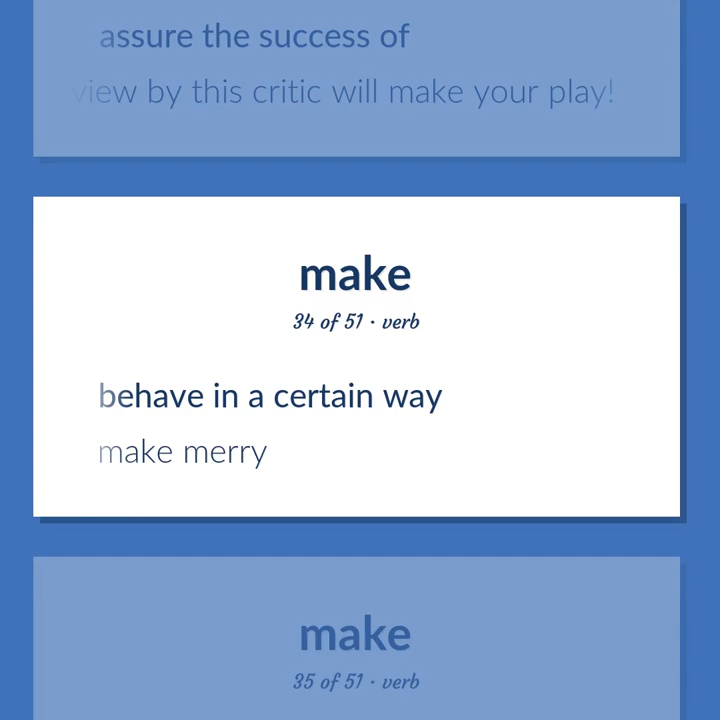 assure the success of
view by this critic will make your play!
make
34 of 51 · verb
behave in a certain way
make merry
make
35 of 51 · verb